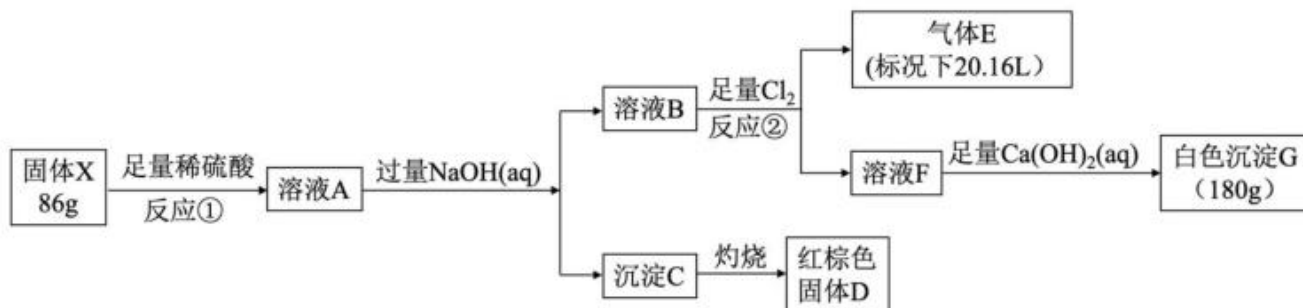 气体E
(标况下20.16L)
溶液B
足量Cl₂
反应②
固体X
86g
足量稀硫酸
反应①
溶液A
过量NaOH(aq)
溶液F
足量Ca(OH)₂(aq)
白色沉淀G
（180g）
沉淀C
灼烧
红棕色
固体D